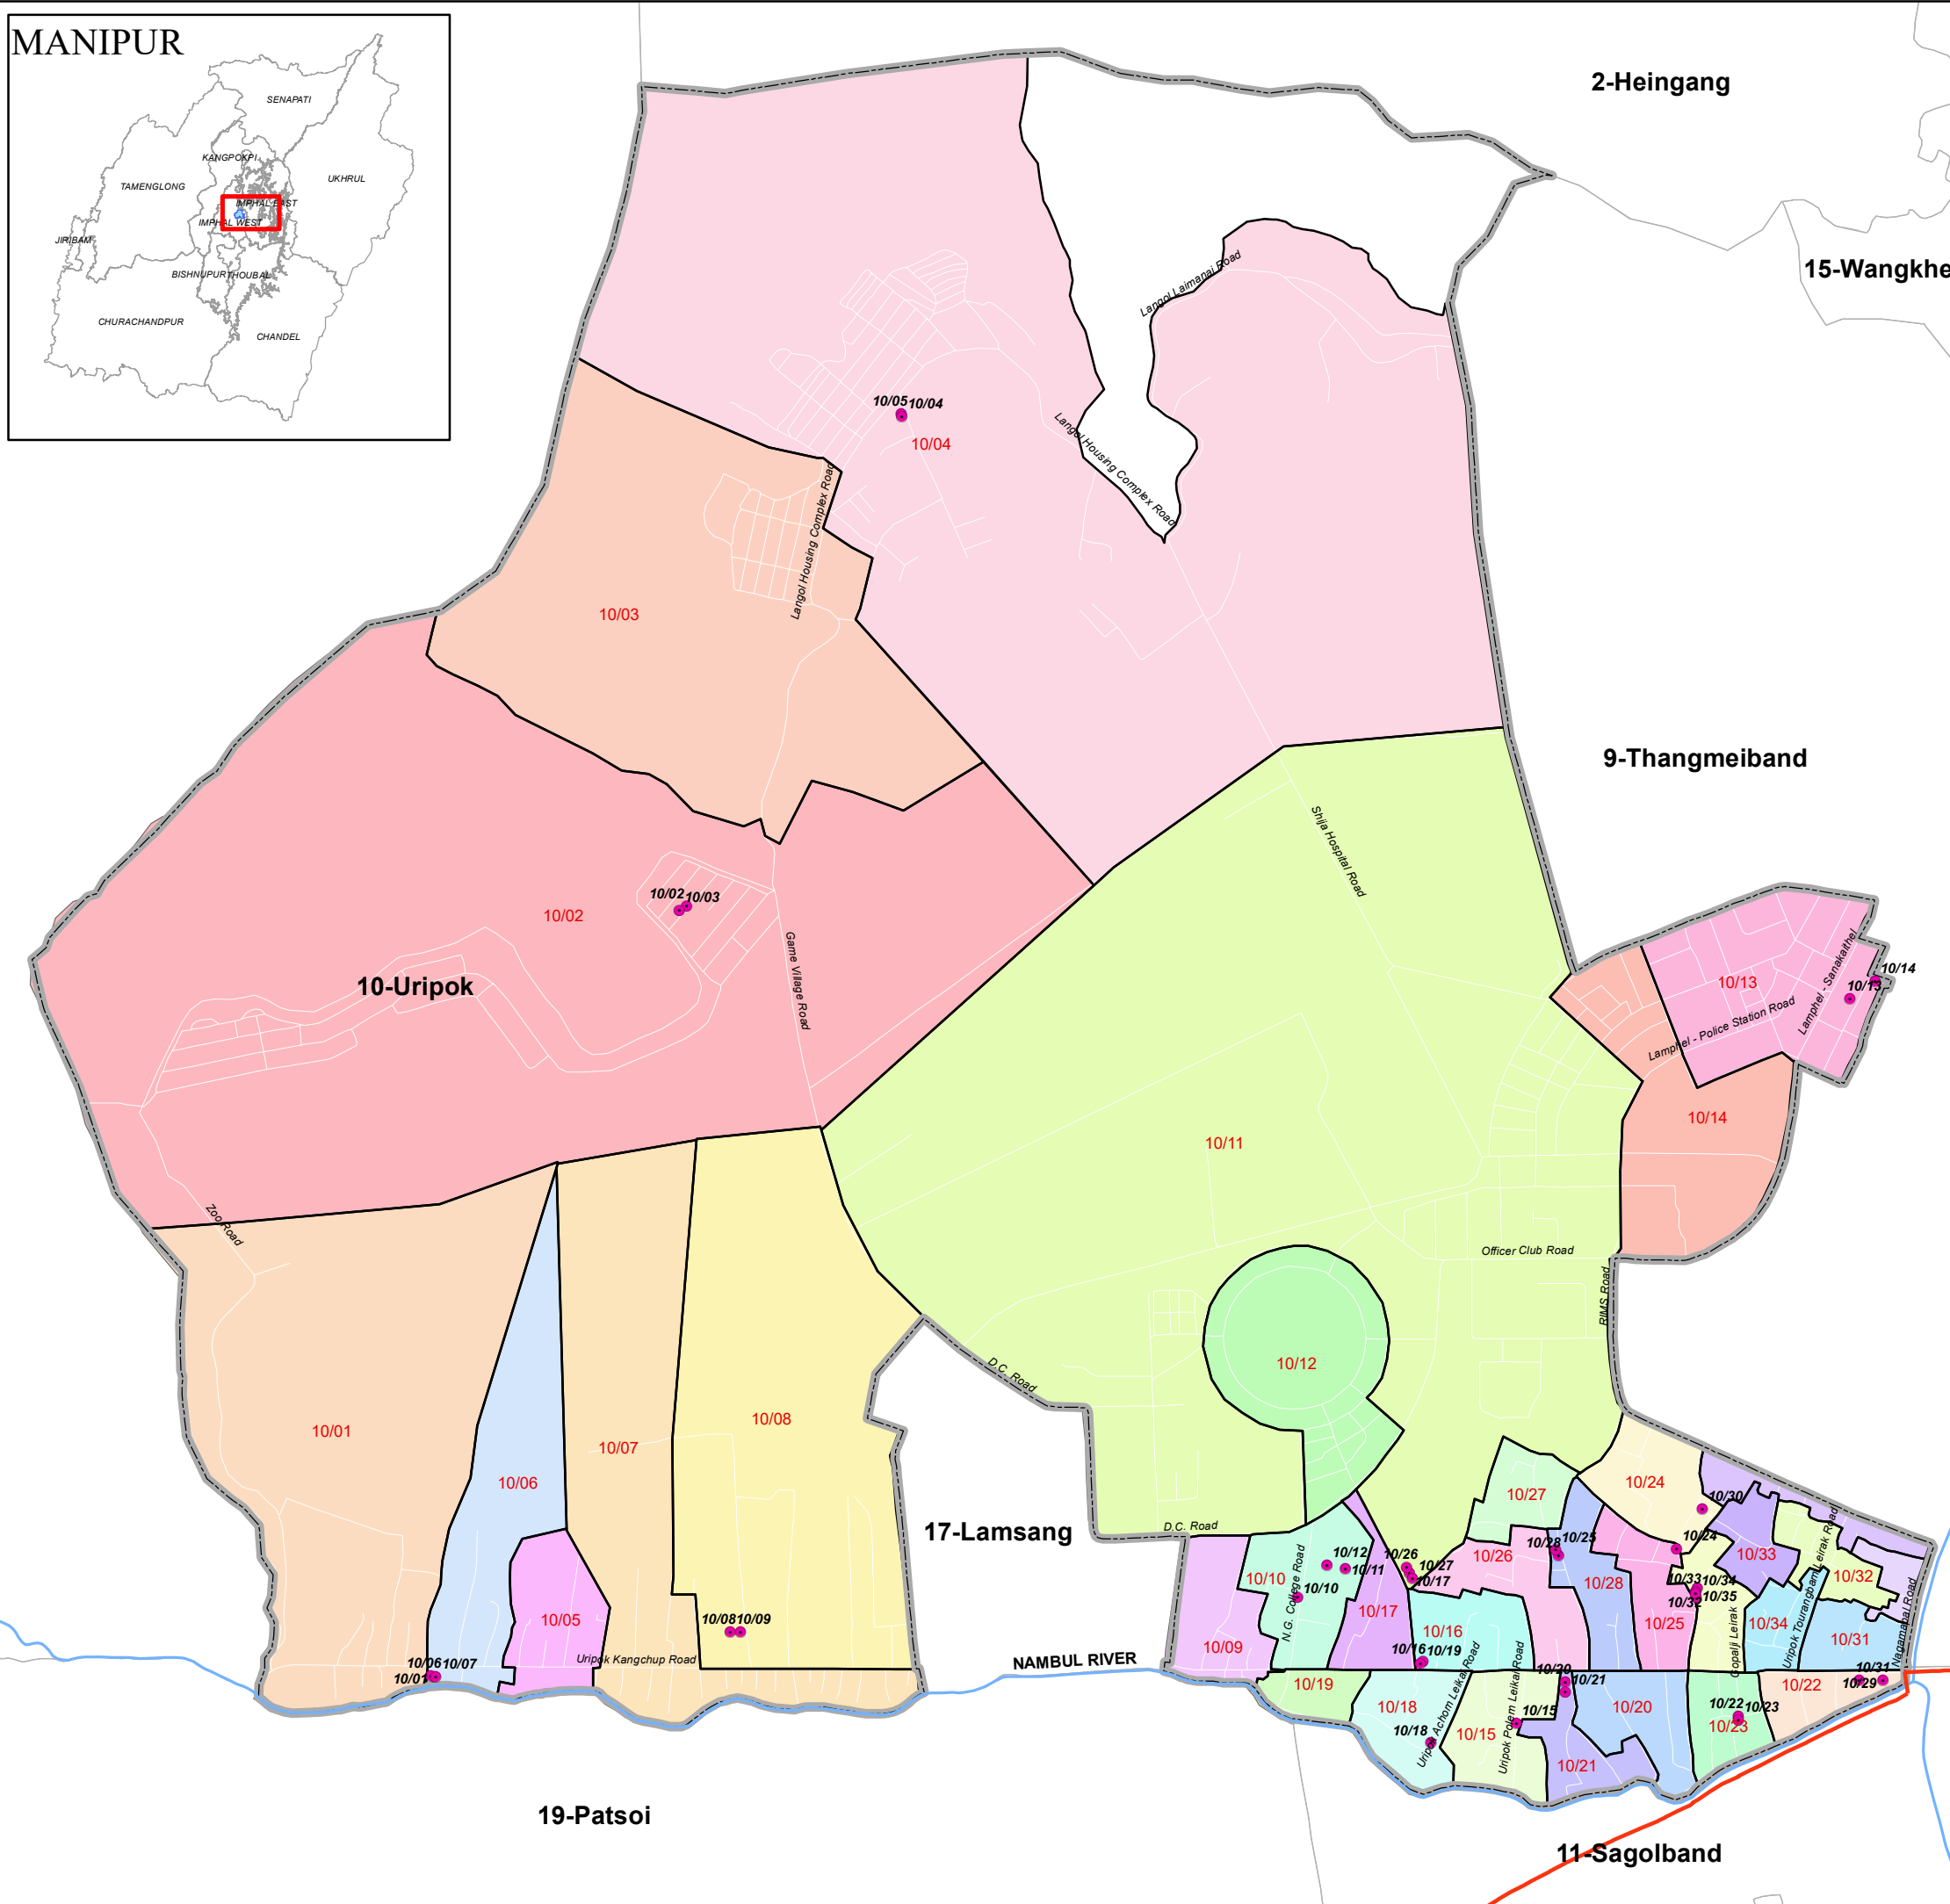 MANIPUR
SENAPATI
KANGPOKPI
UKHRUL
TAMENGLONG
IMPHAL EAST
IMPHAL WEST
JIRIBAM
BISHNUPUR
THOUBAL
CHURACHANDPUR
CHANDEL
2-Heingang
15-Wangkhe
Langol Laimanai Road
10/05
10/04
10/04
Langol Housing Complex Road
Langol Housing Complex Road
10/03
9-Thangmeiband
Shija Hospital Road
10/02
10/03
10/02
Game Village Road
10-Uripok
10/13
10/14
10/13
Lamphel - Sanakaithel
Lamphel - Police Station Road
10/14
10/11
Zoo Road
Officer Club Road
RIMS Road
10/12
D.C. Road
10/01
10/08
10/07
10/06
10/24
10/27
10/30
D.C. Road
17-Lamsang
10/28
10/25
10/24
10/26
10/33
10/12
10/11
10/26
10/27
10/17
10/10
10/10
N.G. College Road
10/28
10/33
10/34
10/32
10/35
10/32
Uripok Tourangbam Leirak Road
Nagamapal Road
10/05
10/17
10/16
10/25
Gopalji Leirak
10/34
10/31
10/08
10/09
10/09
10/16
10/19
Uripok Kangchup Road
NAMBUL RIVER
10/06
10/07
10/01
10/20
10/21
10/31
10/29
10/19
10/18
10/18
Uripok Achom Leikai Road
10/15
Uripok Polem Leikai Road
10/15
10/20
10/22
10/23
10/23
10/22
10/21
19-Patsoi
11-Sagolband